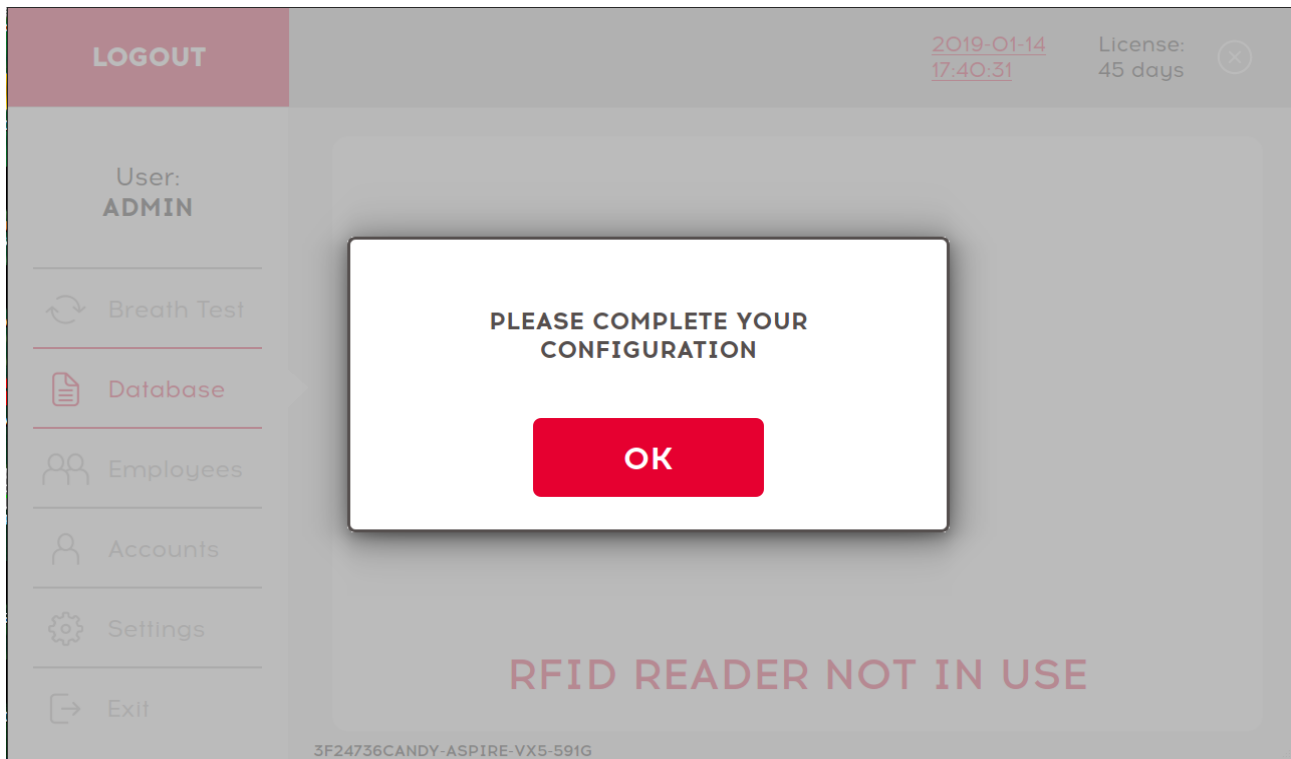 LOGOUT
2019-01-14
17:40:31
License:
45 days
User:
ADMIN
Breath Test
Database
Employees
Accounts
Settings
Exit
PLEASE COMPLETE YOUR
CONFIGURATION
OK
RFID READER NOT IN USE
3F24736CANDY-ASPIRE-VX5-591G